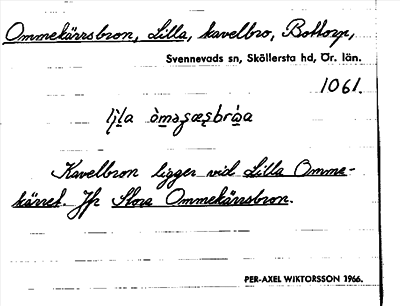 Ommekärrsbron, Lilla, kavelbro, Bottorp,
Svennevads sn, Sköllersta hd, Ör. län.
1061.
Kavelbron ligger vid Lilla Omme-
kärret. Jfr Stora Ommekärrsbron.
PER-AXEL WIKTORSSON 1966.